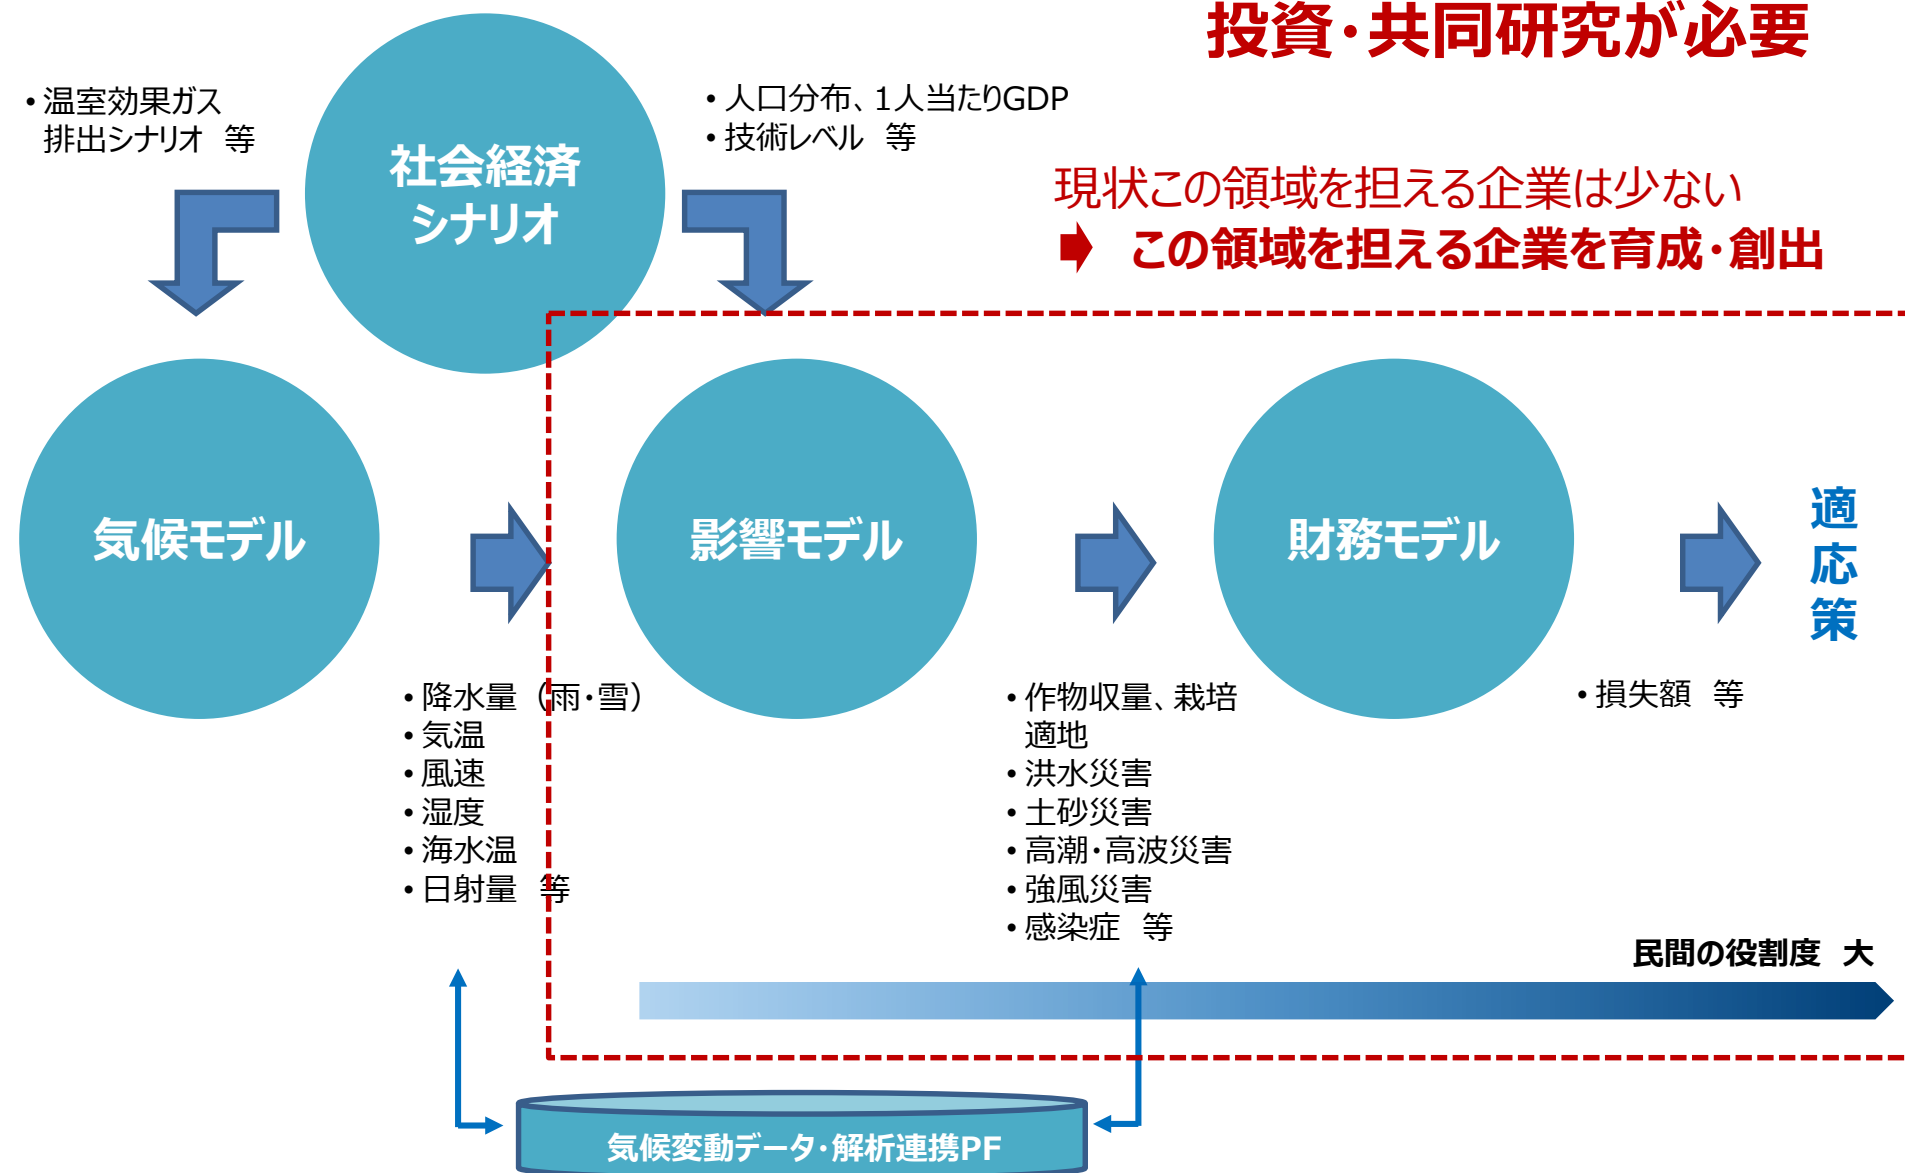 投資・共同研究が必要
・温室効果ガス
排出シナリオ 等
社会経済
シナリオ
・人口分布、1人当たりGDP
・技術レベル 等
現状この領域を担える企業は少ない
この領域を担える企業を育成・創出
気候モデル
影響モデル
財務モデル
適応策
・降水量（雨・雪）
・気温
・風速
・湿度
・海水温
・日射量 等
・作物収量、栽培
適地
・洪水災害
・土砂災害
・高潮・高波災害
・強風災害
・感染症 等
・損失額 等
民間の役割度 大
気候変動データ・解析連携PF